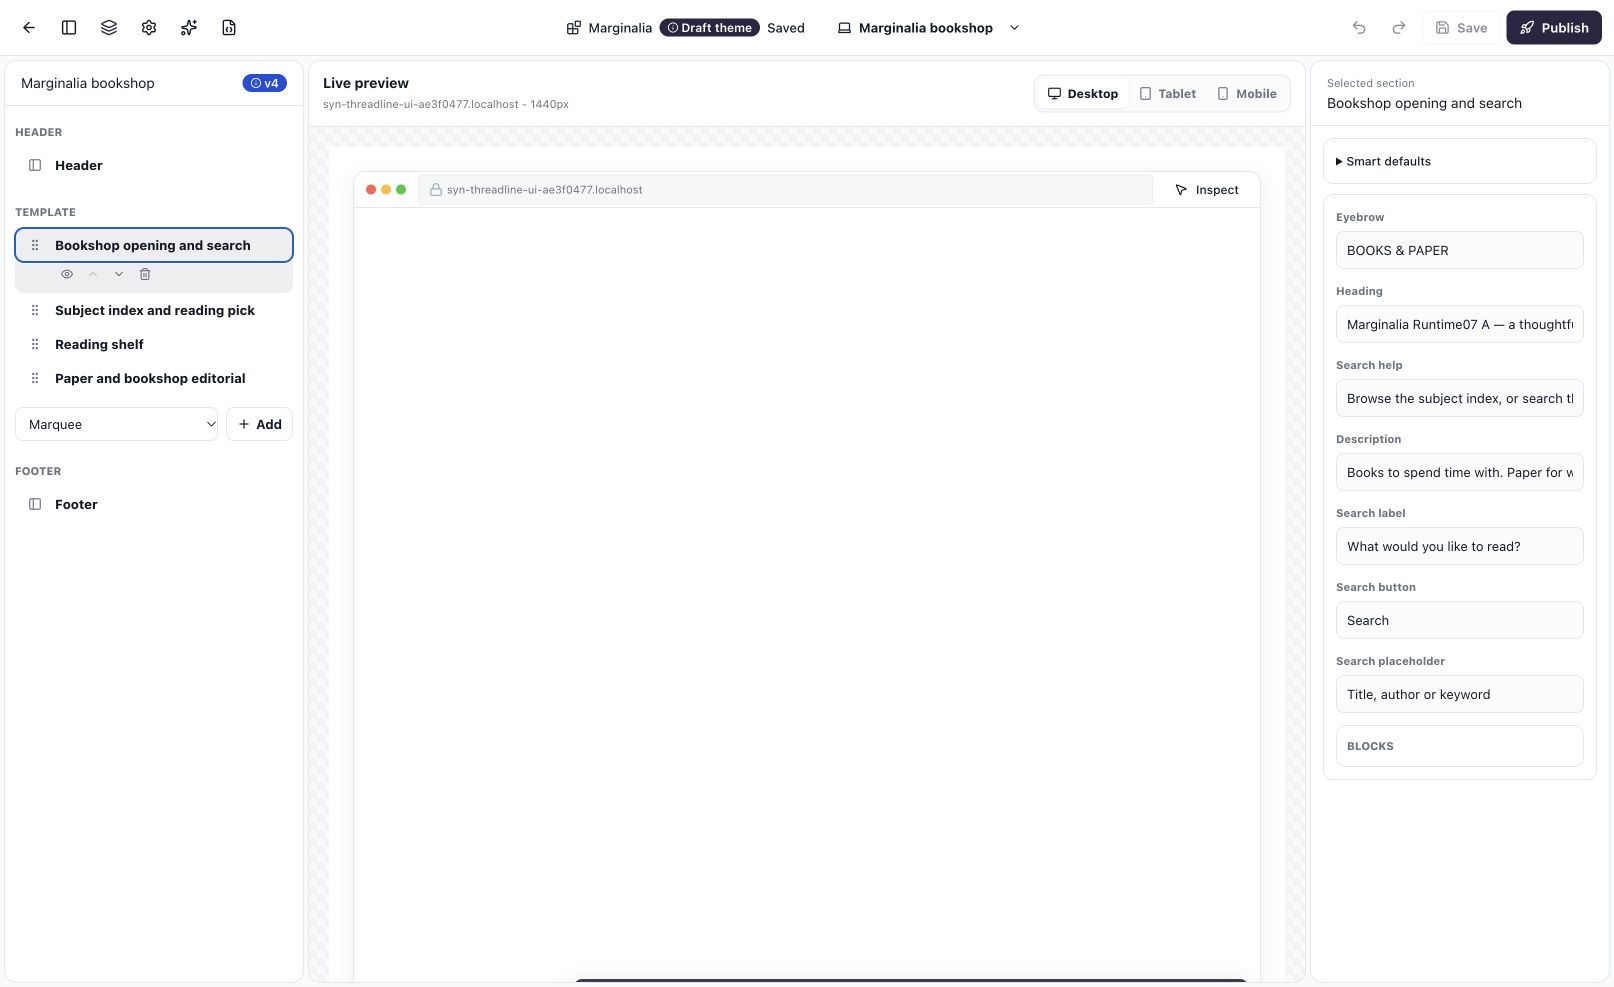 Marginalia Draft theme Saved Marginalia bookshop
Save Publish
Marginalia bookshop v4
HEADER
Header
TEMPLATE
Bookshop opening and search
Subject index and reading pick
Reading shelf
Paper and bookshop editorial
Marquee
Add
FOOTER
Footer
Live preview
syn-threadline-ui-ae3f0477.localhost - 1440px
Desktop Tablet Mobile
syn-threadline-ui-ae3f0477.localhost
Inspect
Selected section
Bookshop opening and search
Smart defaults
Eyebrow
BOOKS & PAPER
Heading
Marginalia Runtime07 A — a
Search help
Browse the subject index, or search
Description
Books to spend time with. Paper for
Search label
What would you like to read?
Search button
Search
Search placeholder
Title, author or keyword
BLOCKS